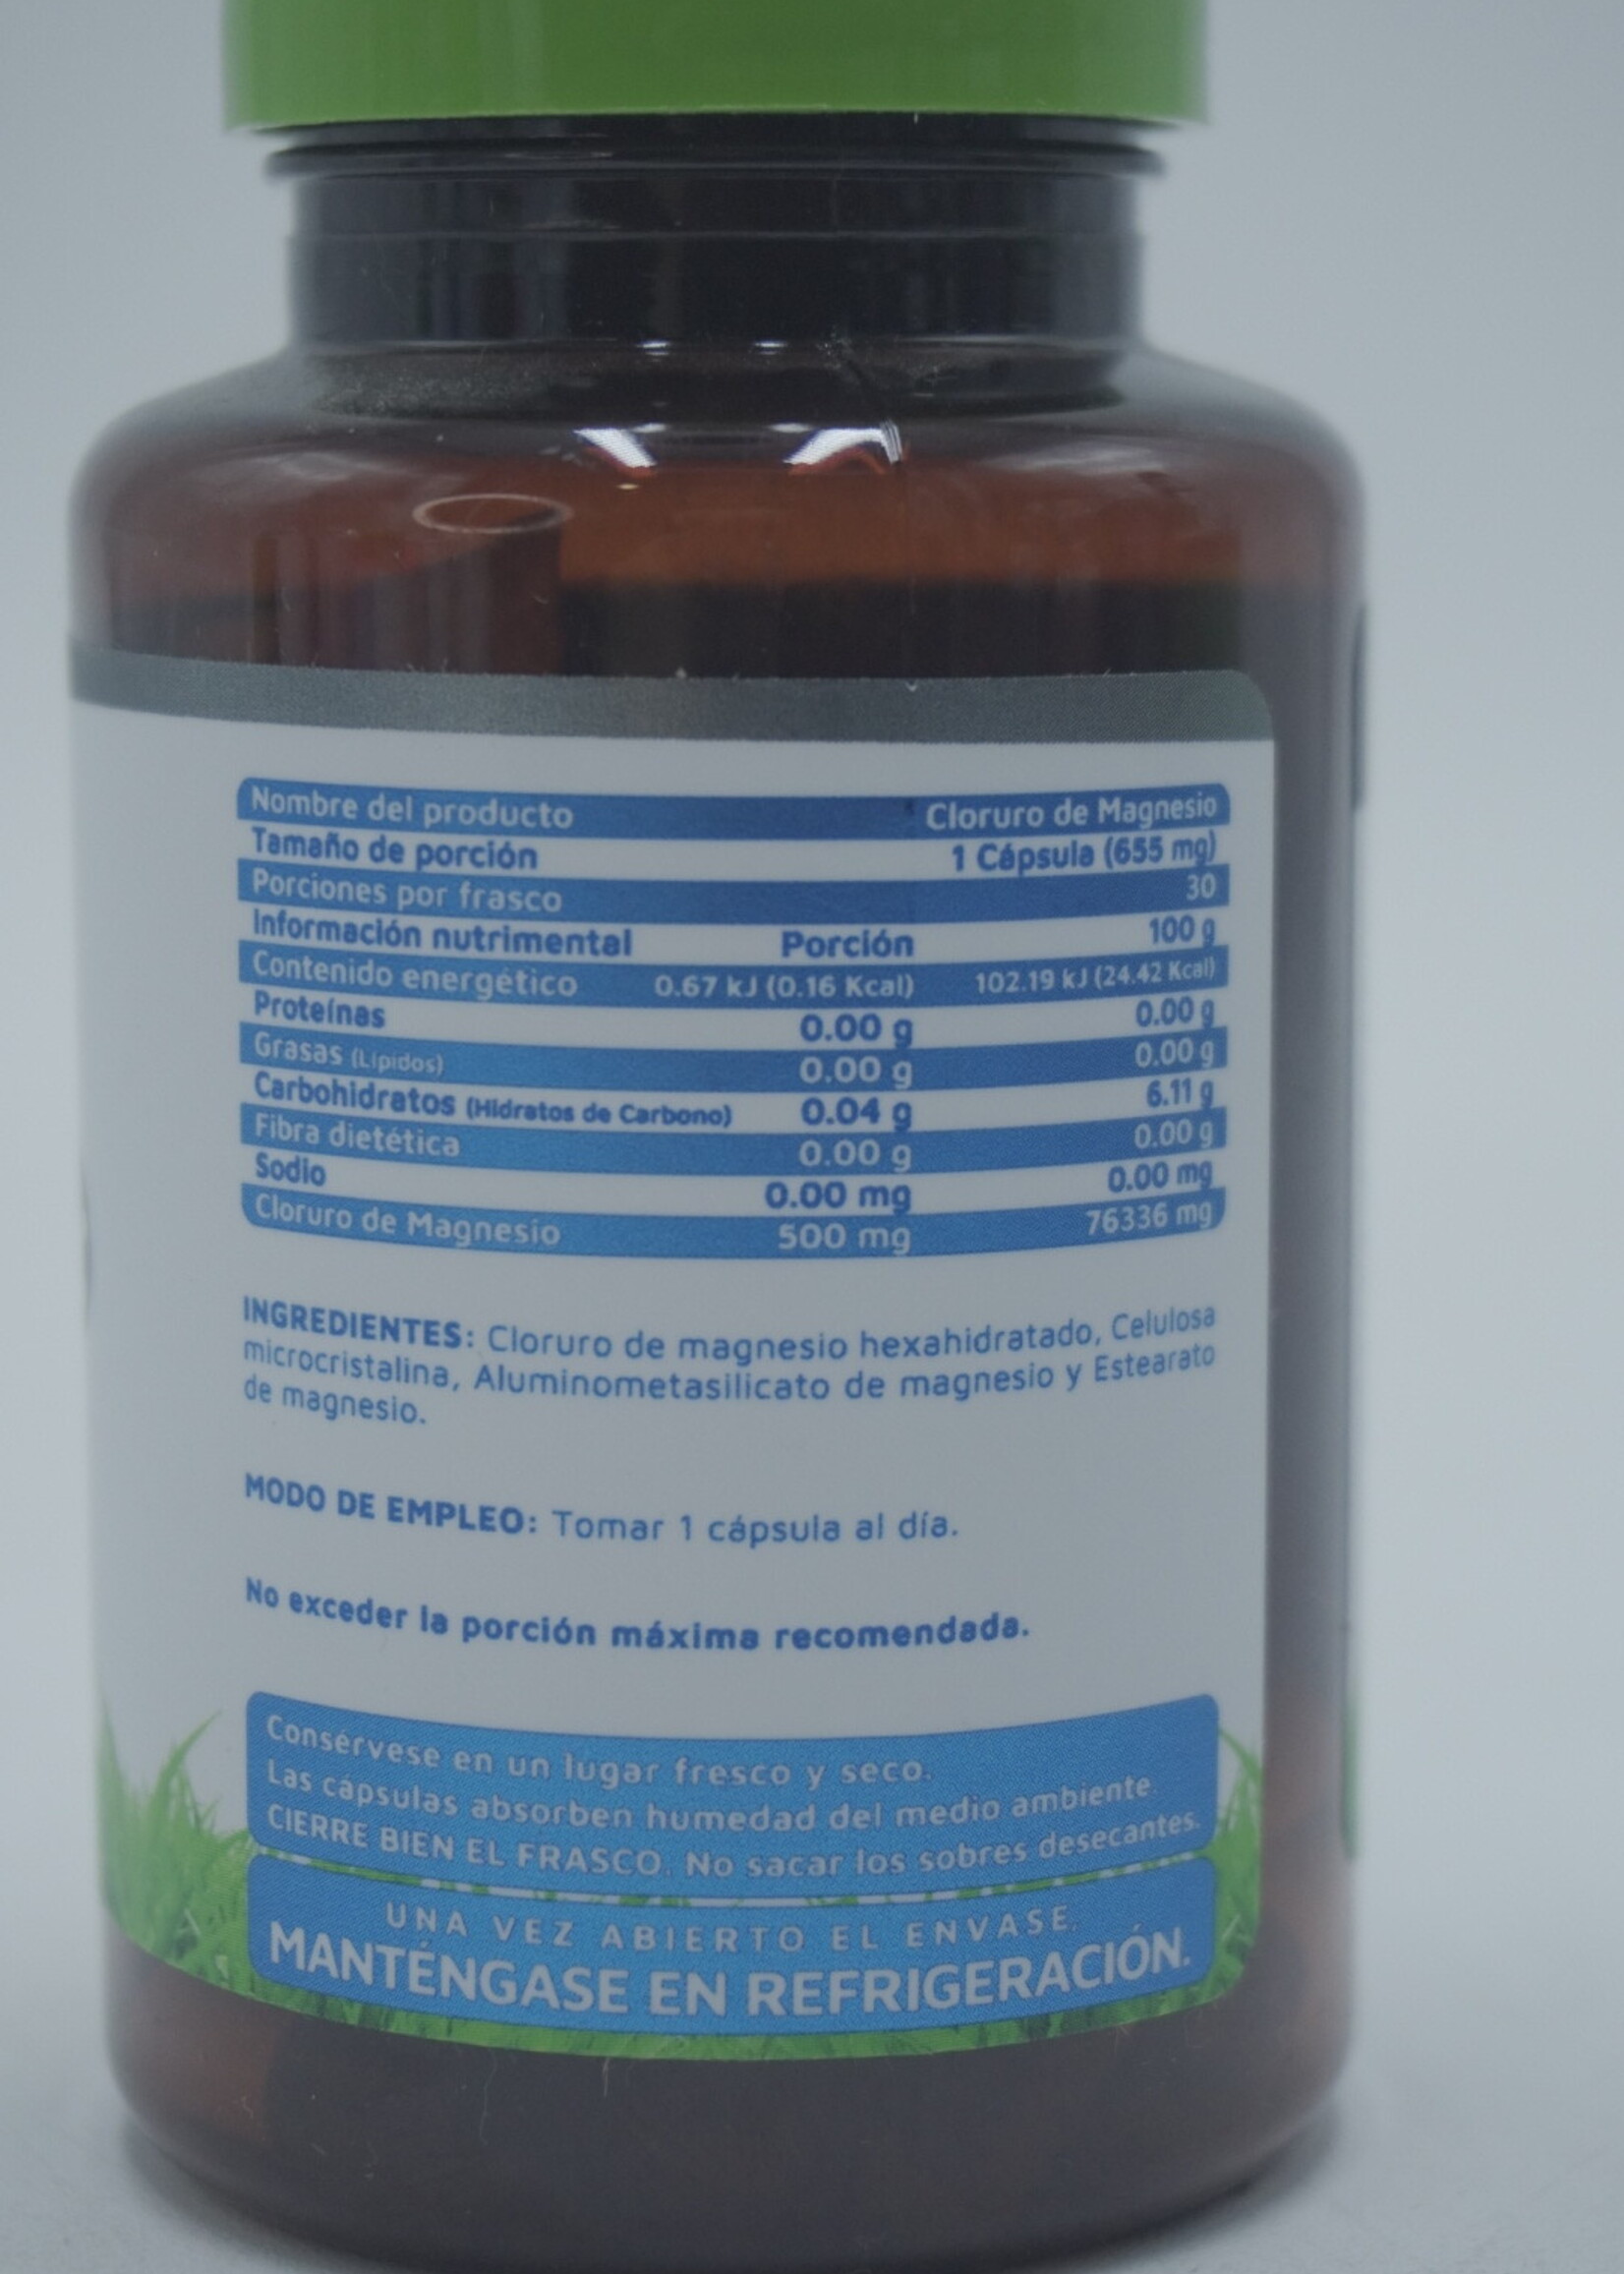 Nombre del producto Cloruro de Magnesio
Tamaño de porción 1 Cápsula (655 mg)
Porciones por frasco 30
Información nutrimental Porción 100 g
Contenido energético 0.67 kJ (0.16 Kcal) 102.19 kJ (24.42 Kcal)
Proteínas 0.00 g 0.00 g
Grasas (Lípidos) 0.00 g 0.00 g
Carbohidratos (Hidratos de Carbono) 0.04 g 6.11 g
Fibra dietética 0.00 g 0.00 g
Sodio 0.00 mg 0.00 mg
Cloruro de Magnesio 500 mg 76336 mg
INGREDIENTES: Cloruro de magnesio hexahidratado, Celulosa
microcristalina, Aluminometasilicato de magnesio y Estearato
de magnesio.
MODO DE EMPLEO: Tomar 1 cápsula al día.
No exceder la porción máxima recomendada.
Consérvese en un lugar fresco y seco.
Las cápsulas absorben humedad del medio ambiente.
CIERRE BIEN EL FRASCO. No sacar los sobres desecantes.
UNA VEZ ABIERTO EL ENVASE,
MANTÉNGASE EN REFRIGERACIÓN.